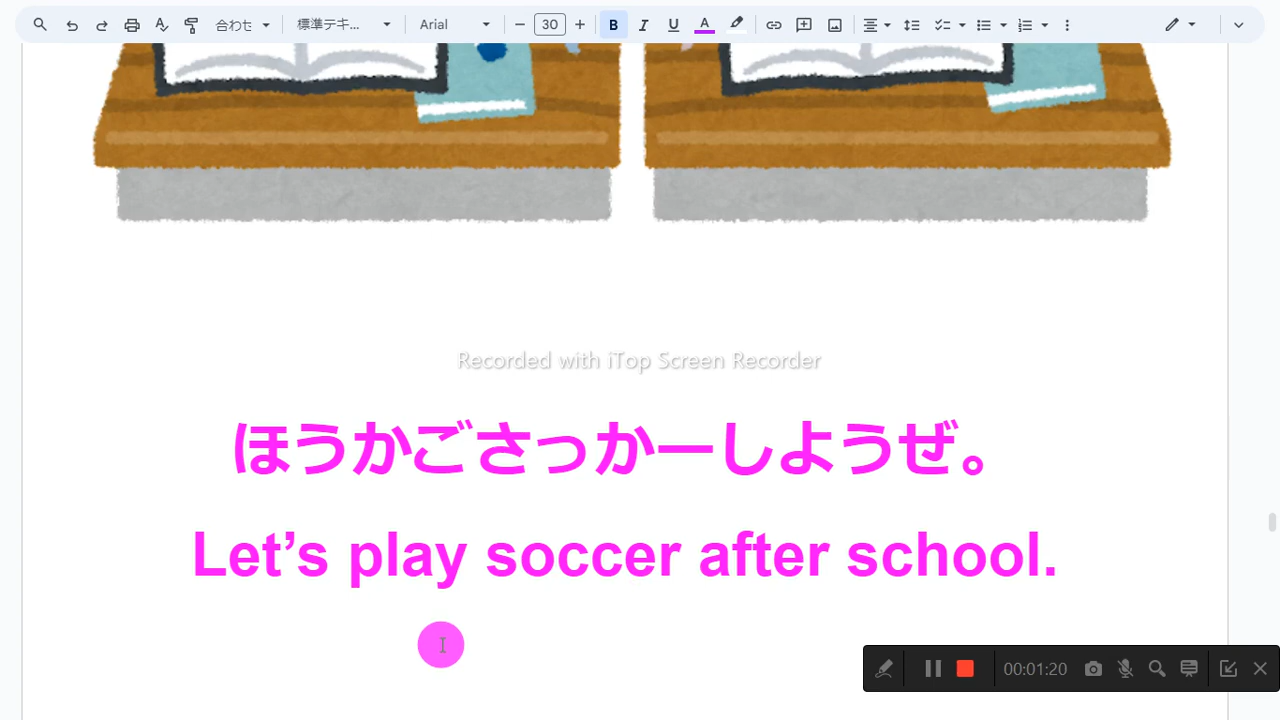 合わせ
標準テキ...
Arial
30
Recorded with iTop Screen Recorder
ほうかごさっかーしようぜ。
Let’s play soccer after school.
00:01:20